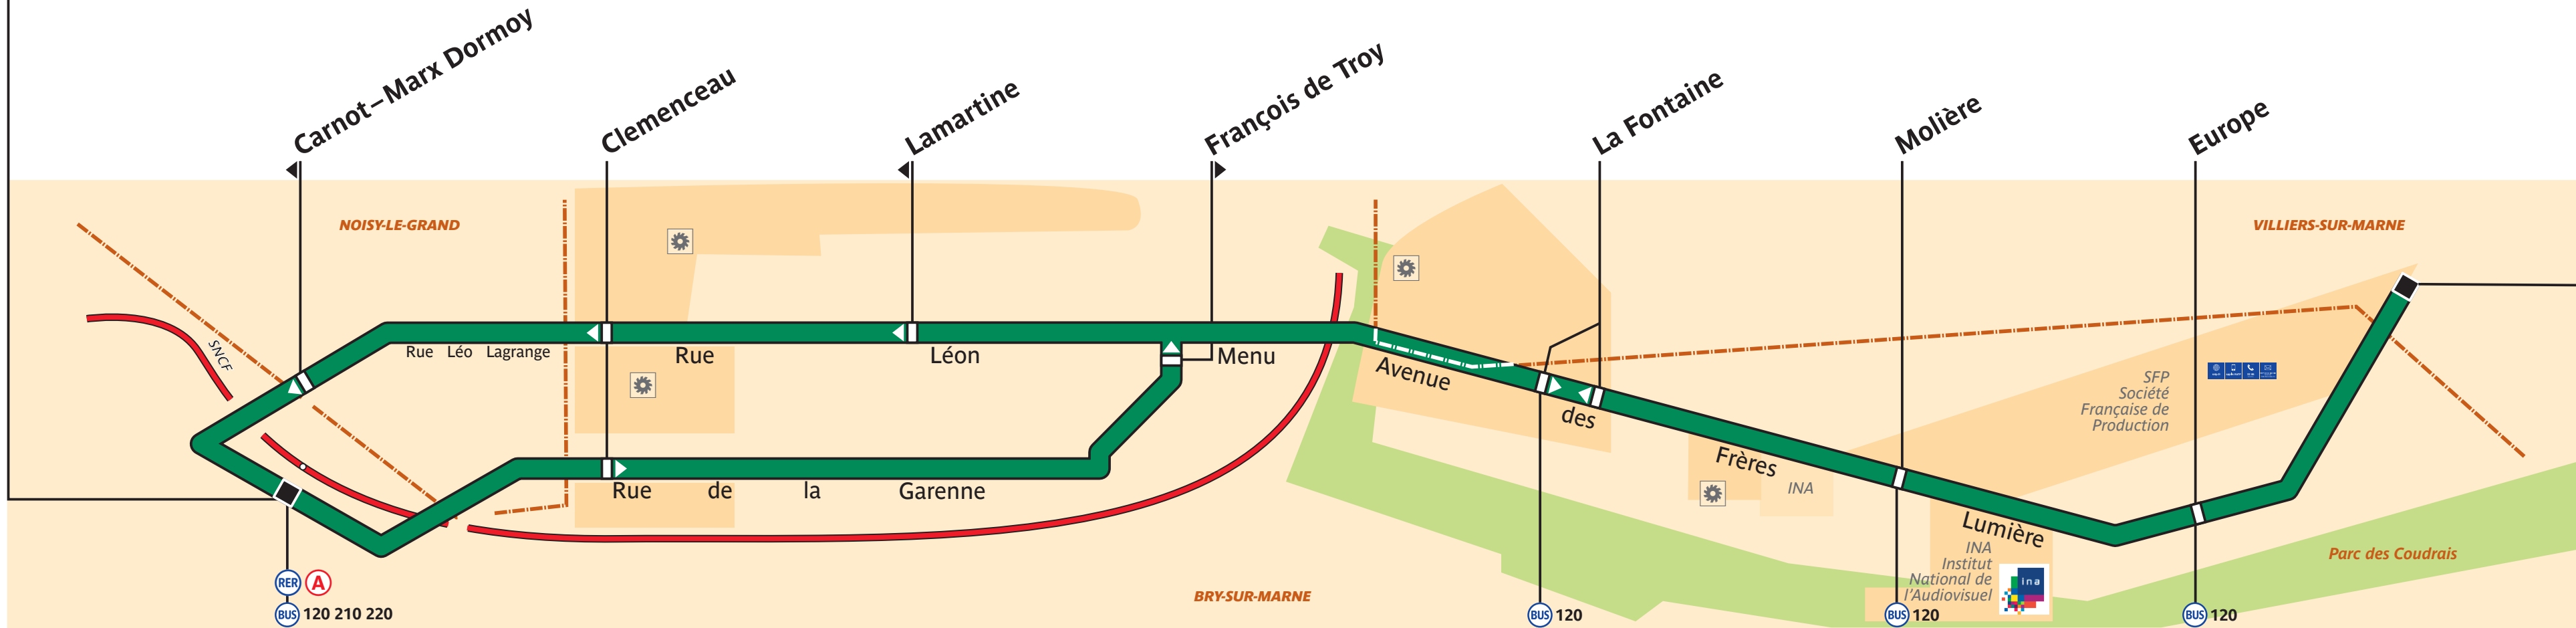 Carnot–Marx Dormoy
Clemenceau
Lamartine
François de Troy
La Fontaine
Molière
Europe
NOISY-LE-GRAND
VILLIERS-SUR-MARNE
SNCF
Rue Léo Lagrange
Rue Léon Menu
Avenue des Frères Lumière
SFP
Société
Française de
Production
Rue de la Garenne
INA
INA
Institut
National de
l'Audiovisuel
ina
Parc des Coudrais
BRY-SUR-MARNE
RER A
BUS 120 210 220
BUS 120
BUS 120
BUS 120